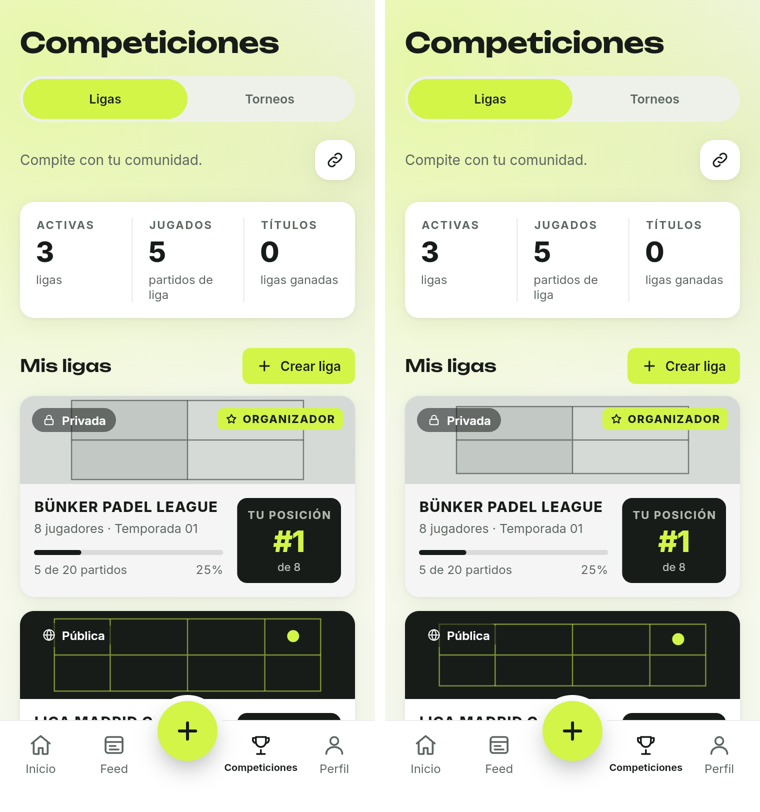 Competiciones
Ligas Torneos
Compite con tu comunidad.
ACTIVAS JUGADOS TÍTULOS
3 5 0
ligas partidos de liga ligas ganadas
Mis ligas + Crear liga
Privada ORGANIZADOR
BÜNKER PADEL LEAGUE
8 jugadores · Temporada 01
5 de 20 partidos 25%
TU POSICIÓN
#1
de 8
Pública
Inicio Feed + Competiciones Perfil
Competiciones
Ligas Torneos
Compite con tu comunidad.
ACTIVAS JUGADOS TÍTULOS
3 5 0
ligas partidos de liga ligas ganadas
Mis ligas + Crear liga
Privada ORGANIZADOR
BÜNKER PADEL LEAGUE
8 jugadores · Temporada 01
5 de 20 partidos 25%
TU POSICIÓN
#1
de 8
Pública
Inicio Feed + Competiciones Perfil